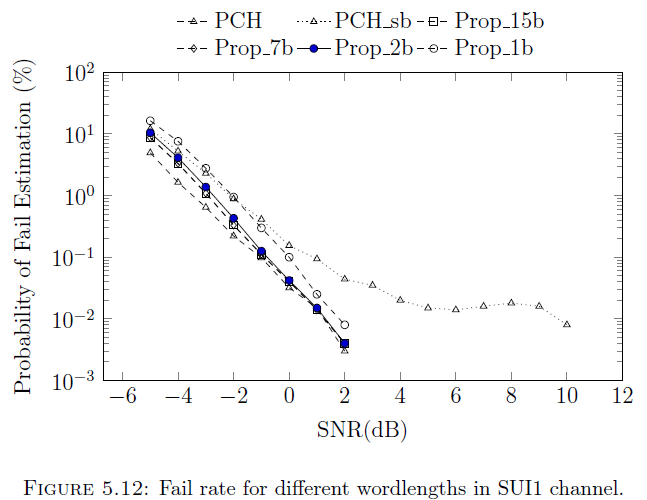 PCH PCH_sb Prop_15b
Prop_7b Prop_2b Prop_1b
Probability of Fail Estimation (%)
10^2
10^1
10^0
10^−1
10^−2
10^−3
−6 −4 −2 0 2 4 6 8 10 12
SNR(dB)
FIGURE 5.12: Fail rate for different wordlengths in SUI1 channel.